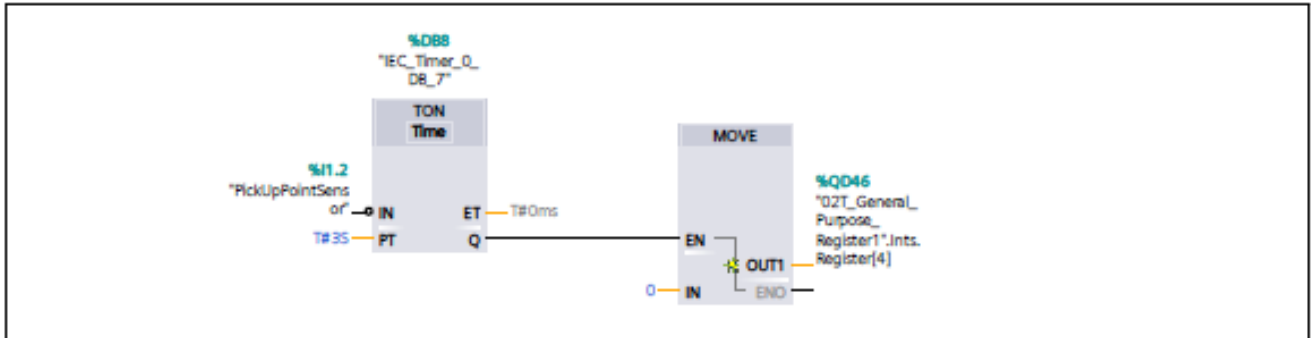 %DB8
"IEC_Timer_0_
DB_7"
TON
Time
%I1.2
"PickUpPointSens
or"
IN
ET
T#0ms
T#3S
PT
Q
MOVE
EN
OUT1
0
IN
ENO
%QD46
"02T_General_
Purpose_
Register1".Ints.
Register[4]